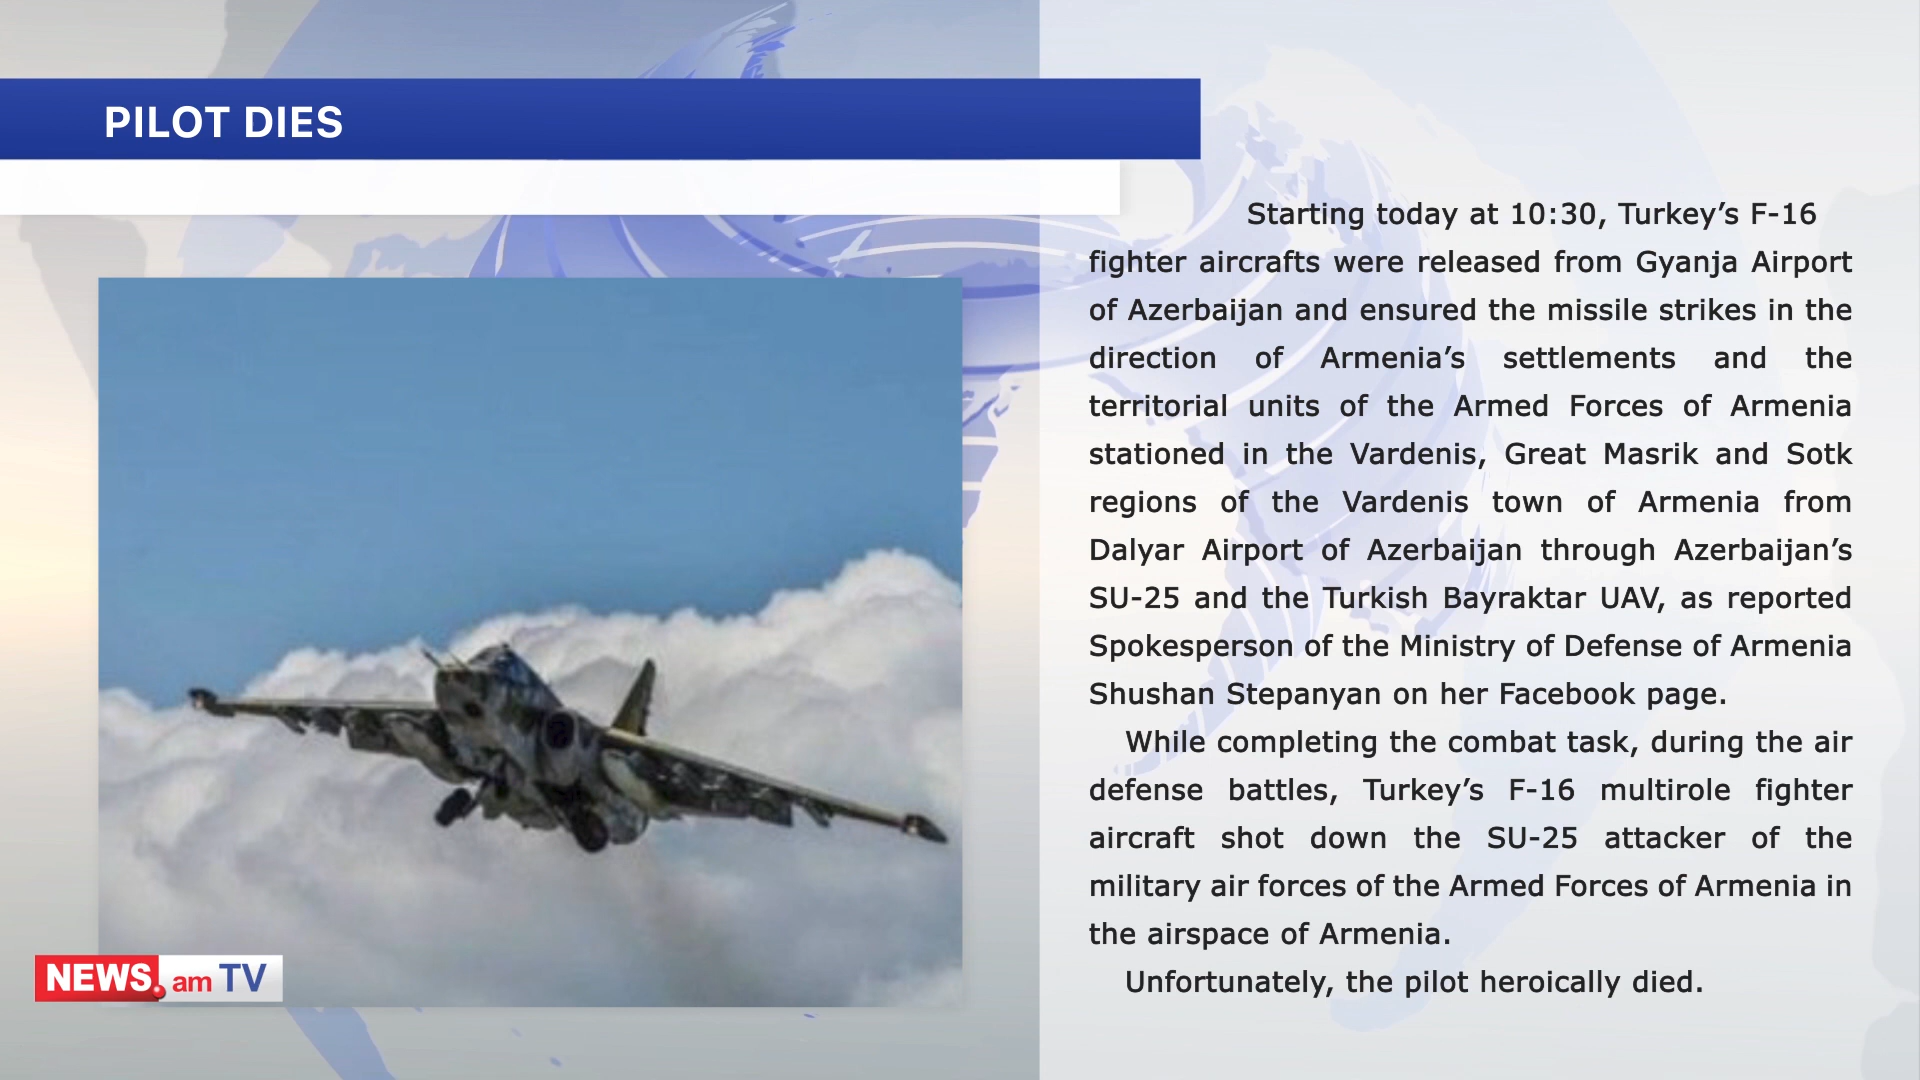 PILOT DIES
Starting today at 10:30, Turkey’s F-16
fighter aircrafts were released from Gyanja Airport
of Azerbaijan and ensured the missile strikes in the
direction of Armenia’s settlements and the
territorial units of the Armed Forces of Armenia
stationed in the Vardenis, Great Masrik and Sotk
regions of the Vardenis town of Armenia from
Dalyar Airport of Azerbaijan through Azerbaijan’s
SU-25 and the Turkish Bayraktar UAV, as reported
Spokesperson of the Ministry of Defense of Armenia
Shushan Stepanyan on her Facebook page.
While completing the combat task, during the air
defense battles, Turkey’s F-16 multirole fighter
aircraft shot down the SU-25 attacker of the
military air forces of the Armed Forces of Armenia in
the airspace of Armenia.
Unfortunately, the pilot heroically died.
NEWS.am TV